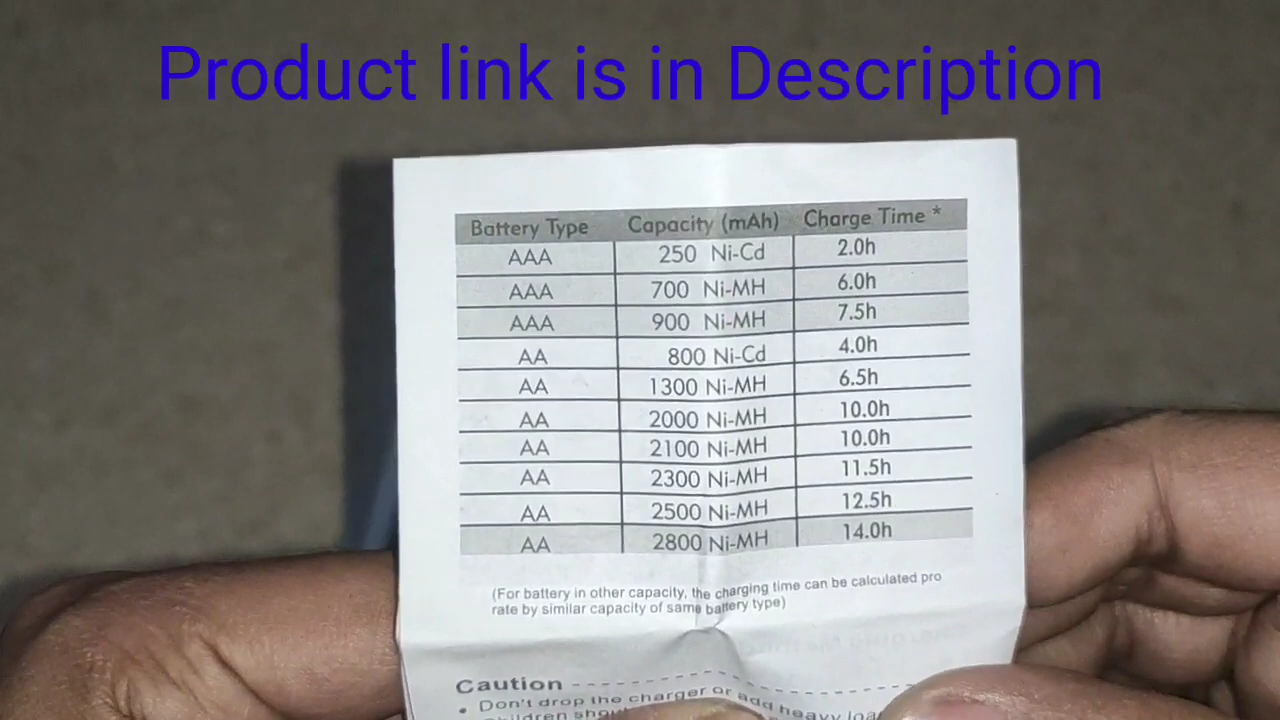 Product link is in Description
Battery Type Capacity (mAh) Charge Time *
AAA 250 Ni-Cd 2.0h
AAA 700 Ni-MH 6.0h
AAA 900 Ni-MH 7.5h
AA 800 Ni-Cd 4.0h
AA 1300 Ni-MH 6.5h
AA 2000 Ni-MH 10.0h
AA 2100 Ni-MH 10.0h
AA 2300 Ni-MH 11.5h
AA 2500 Ni-MH 12.5h
AA 2800 Ni-MH 14.0h
(For battery in other capacity, the charging time can be calculated pro
rate by similar capacity of same battery type)
Caution
• Don't drop the charger or add heavy
Children